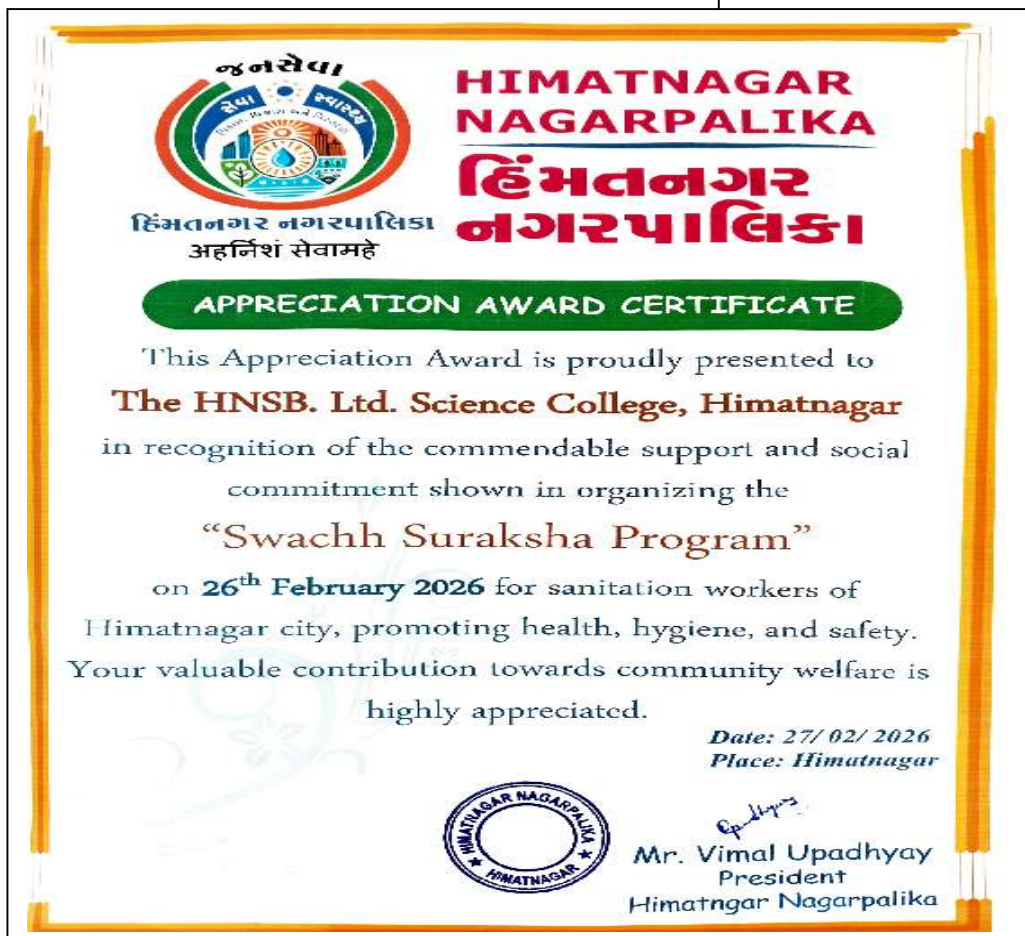 જનસેવા
સેવા સ્વાસ્થ્ય
હિંમતનગર નગરપાલિકા
अहर्निशं सेवामहे
HIMATNAGAR
NAGARPALIKA
હિંમતનગર
નગરપાલિકા
APPRECIATION AWARD CERTIFICATE
This Appreciation Award is proudly presented to
The HNSB. Ltd. Science College, Himatnagar
in recognition of the commendable support and social
commitment shown in organizing the
“Swachh Suraksha Program”
on 26th February 2026 for sanitation workers of
Himatnagar city, promoting health, hygiene, and safety.
Your valuable contribution towards community welfare is
highly appreciated.
Date: 27/ 02/ 2026
Place: Himatnagar
HIMATNAGAR NAGARPALIKA
★ HIMATNAGAR ★
Mr. Vimal Upadhyay
President
Himatngar Nagarpalika